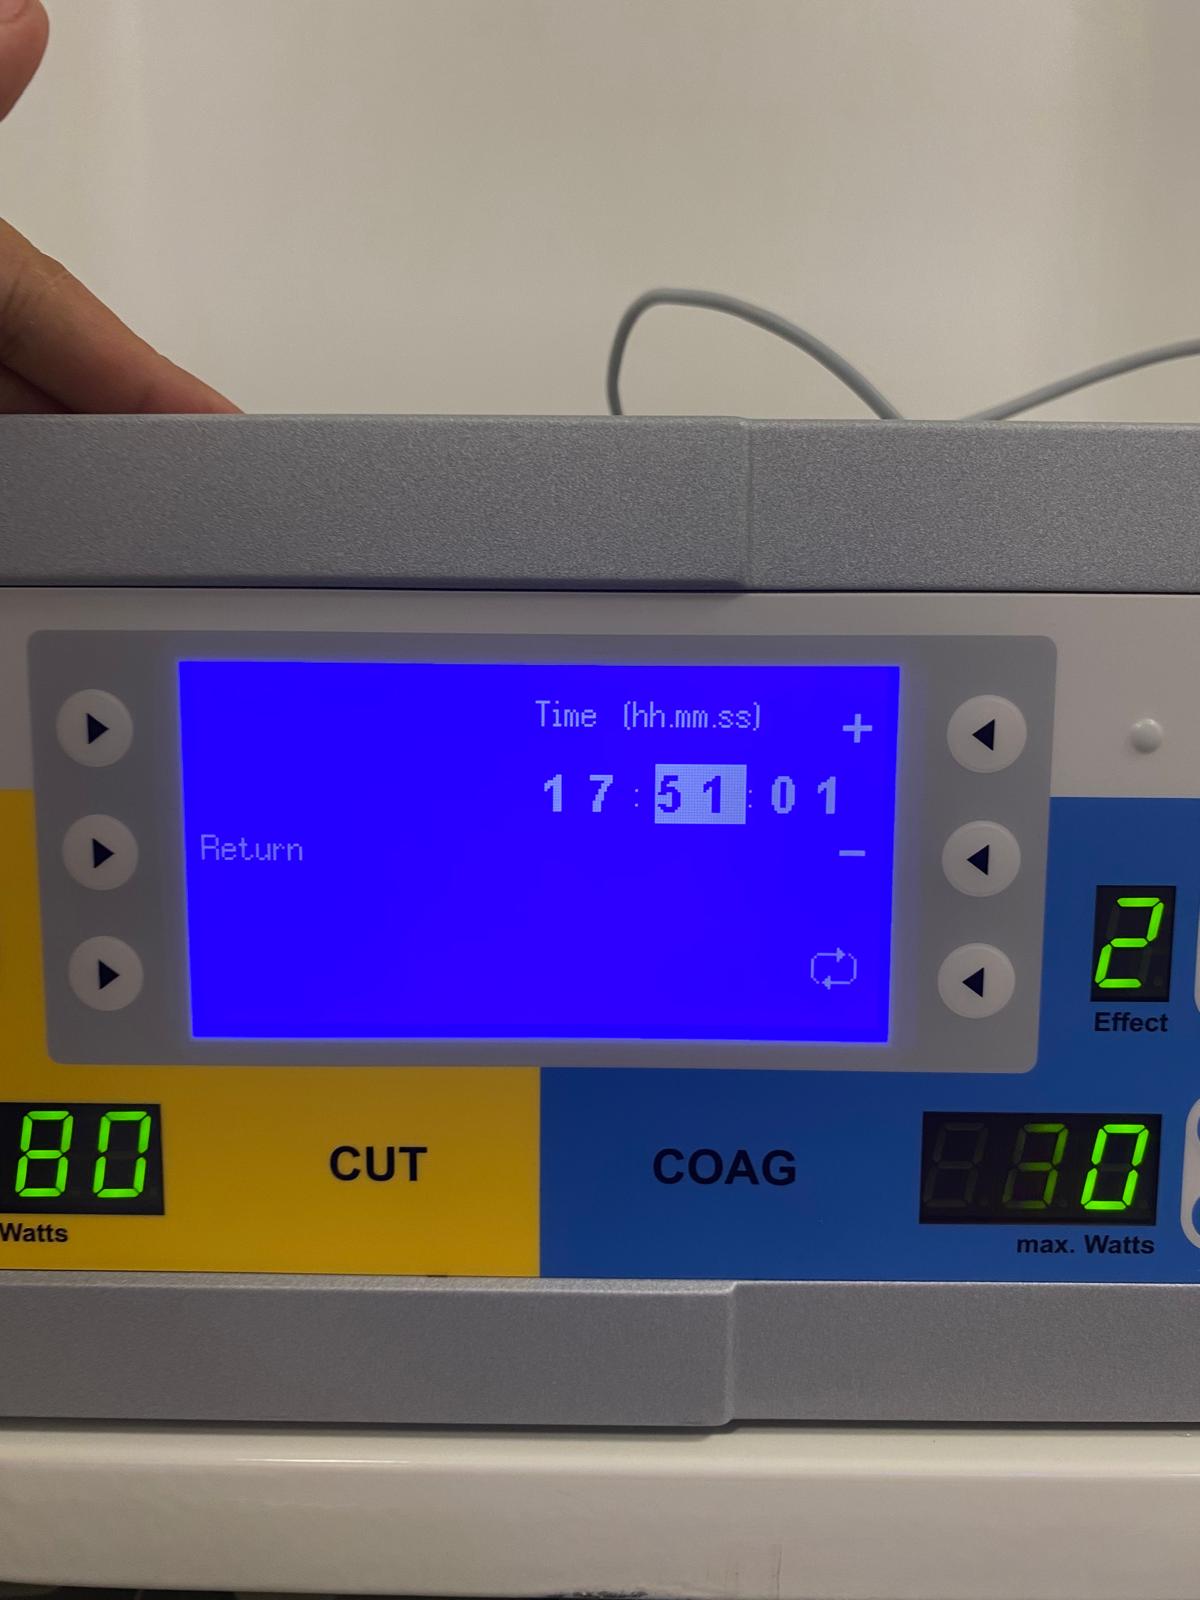 Time (hh.mm.ss) +
17:51:01
Return −
2
Effect
80
Watts
CUT
COAG
30
max. Watts